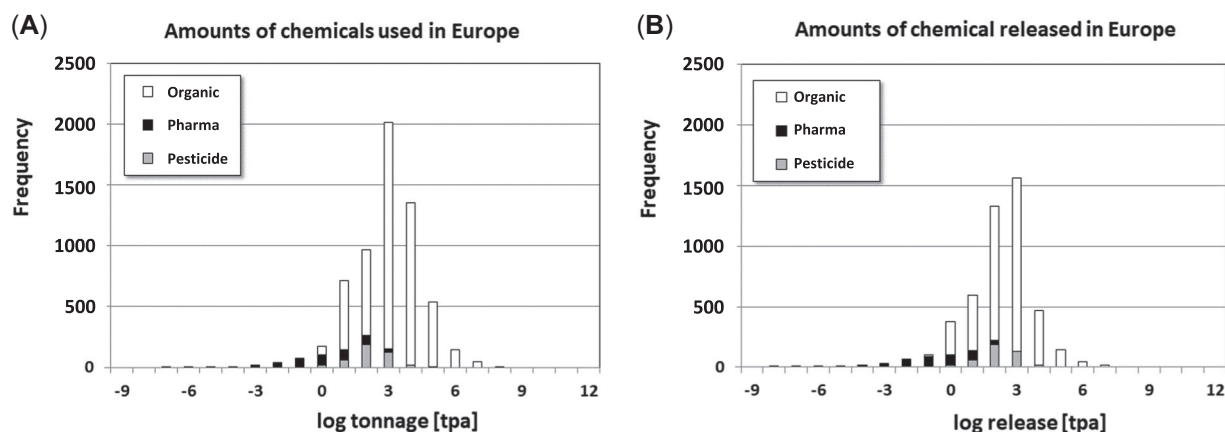 (A)
Amounts of chemicals used in Europe
2500
2000
1500
1000
500
0
Frequency
Organic
Pharma
Pesticide
-9 -6 -3 0 3 6 9 12
log tonnage [tpa]
(B)
Amounts of chemical released in Europe
2500
2000
1500
1000
500
0
Frequency
Organic
Pharma
Pesticide
-9 -6 -3 0 3 6 9 12
log release [tpa]